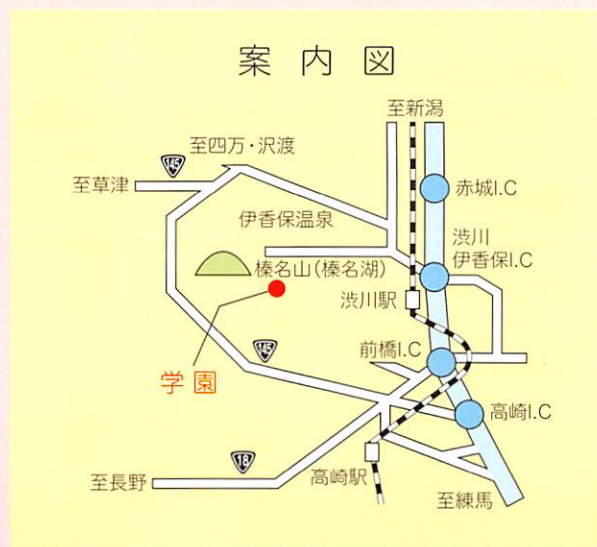 案内図
至新潟
至四万・沢渡
145
至草津
赤城I.C
伊香保温泉
渋川
伊香保I.C
榛名山(榛名湖)
渋川駅
前橋I.C
145
学園
高崎I.C
18
高崎駅
至長野
至練馬